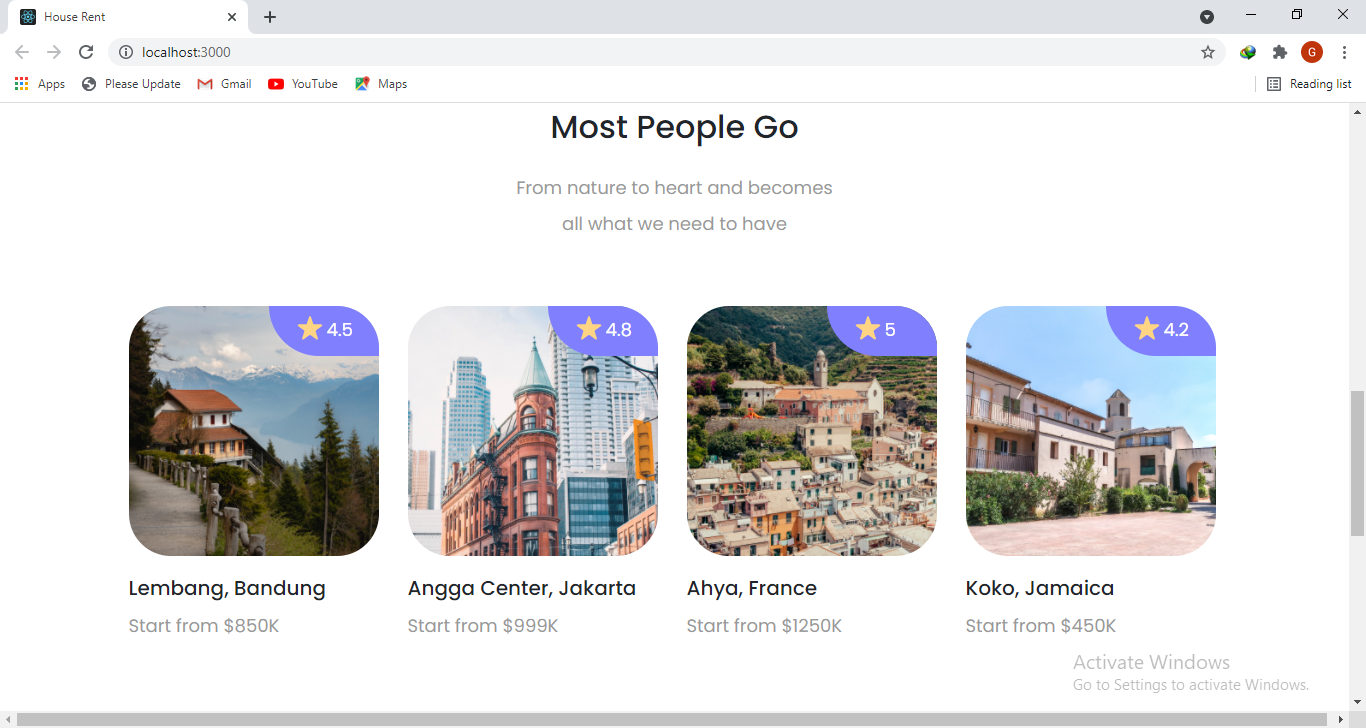 House Rent
localhost:3000
G
Apps
Please Update
Gmail
YouTube
Maps
Reading list
Most People Go
From nature to heart and becomes
all what we need to have
4.5
4.8
5
4.2
Lembang, Bandung
Angga Center, Jakarta
Ahya, France
Koko, Jamaica
Start from $850K
Start from $999K
Start from $1250K
Start from $450K
Activate Windows
Go to Settings to activate Windows.